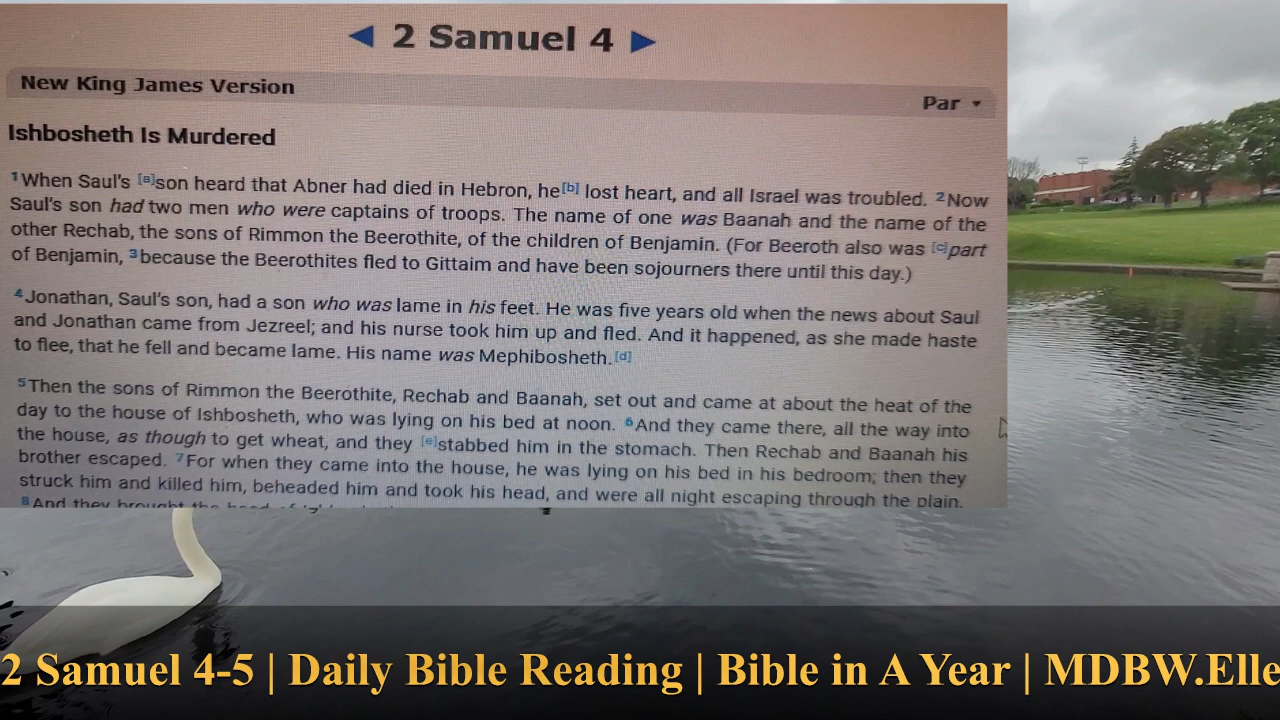 ◄ 2 Samuel 4 ►
New King James Version
Par ▾
Ishbosheth Is Murdered
1 When Saul's [a]son heard that Abner had died in Hebron, he[b] lost heart, and all Israel was troubled. 2 Now
Saul's son had two men who were captains of troops. The name of one was Baanah and the name of the
other Rechab, the sons of Rimmon the Beerothite, of the children of Benjamin. (For Beeroth also was [c]part
of Benjamin, 3 because the Beerothites fled to Gittaim and have been sojourners there until this day.)
4 Jonathan, Saul's son, had a son who was lame in his feet. He was five years old when the news about Saul
and Jonathan came from Jezreel; and his nurse took him up and fled. And it happened, as she made haste
to flee, that he fell and became lame. His name was Mephibosheth.[d]
5 Then the sons of Rimmon the Beerothite, Rechab and Baanah, set out and came at about the heat of the
day to the house of Ishbosheth, who was lying on his bed at noon. 6 And they came there, all the way into
the house, as though to get wheat, and they [e]stabbed him in the stomach. Then Rechab and Baanah his
brother escaped. 7 For when they came into the house, he was lying on his bed in his bedroom; then they
struck him and killed him, beheaded him and took his head, and were all night escaping through the plain.
8 And they brought the head of
2 Samuel 4-5 | Daily Bible Reading | Bible in A Year | MDBW.Elle